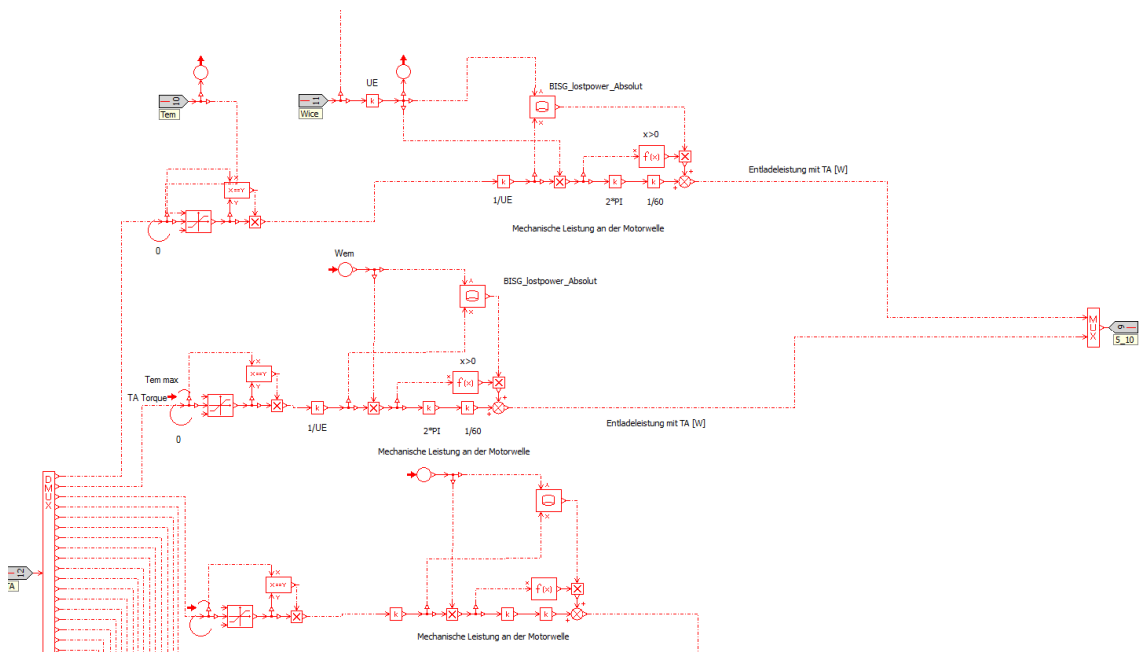 UE
BISG_lostpower_Absolut
10
11
Tem
Wice
A
X
x>0
x
f(x)
+
k
X=Y
X
Y
k
k
k
+
Entladeleistung mit TA [W]
1/UE
2*PI
1/60
Mechanische Leistung an der Motorwelle
0
Wem
BISG_lostpower_Absolut
A
X
MUX
9
5_10
x>0
Tem max
X
X=Y
Y
x
f(x)
+
TA Torque
k
k
k
+
1/UE
2*PI
1/60
Entladeleistung mit TA [W]
0
Mechanische Leistung an der Motorwelle
DMUX
A
X
12
TA
X
X=Y
Y
x
f(x)
+
k
k
k
+
Mechanische Leistung an der Motorwelle